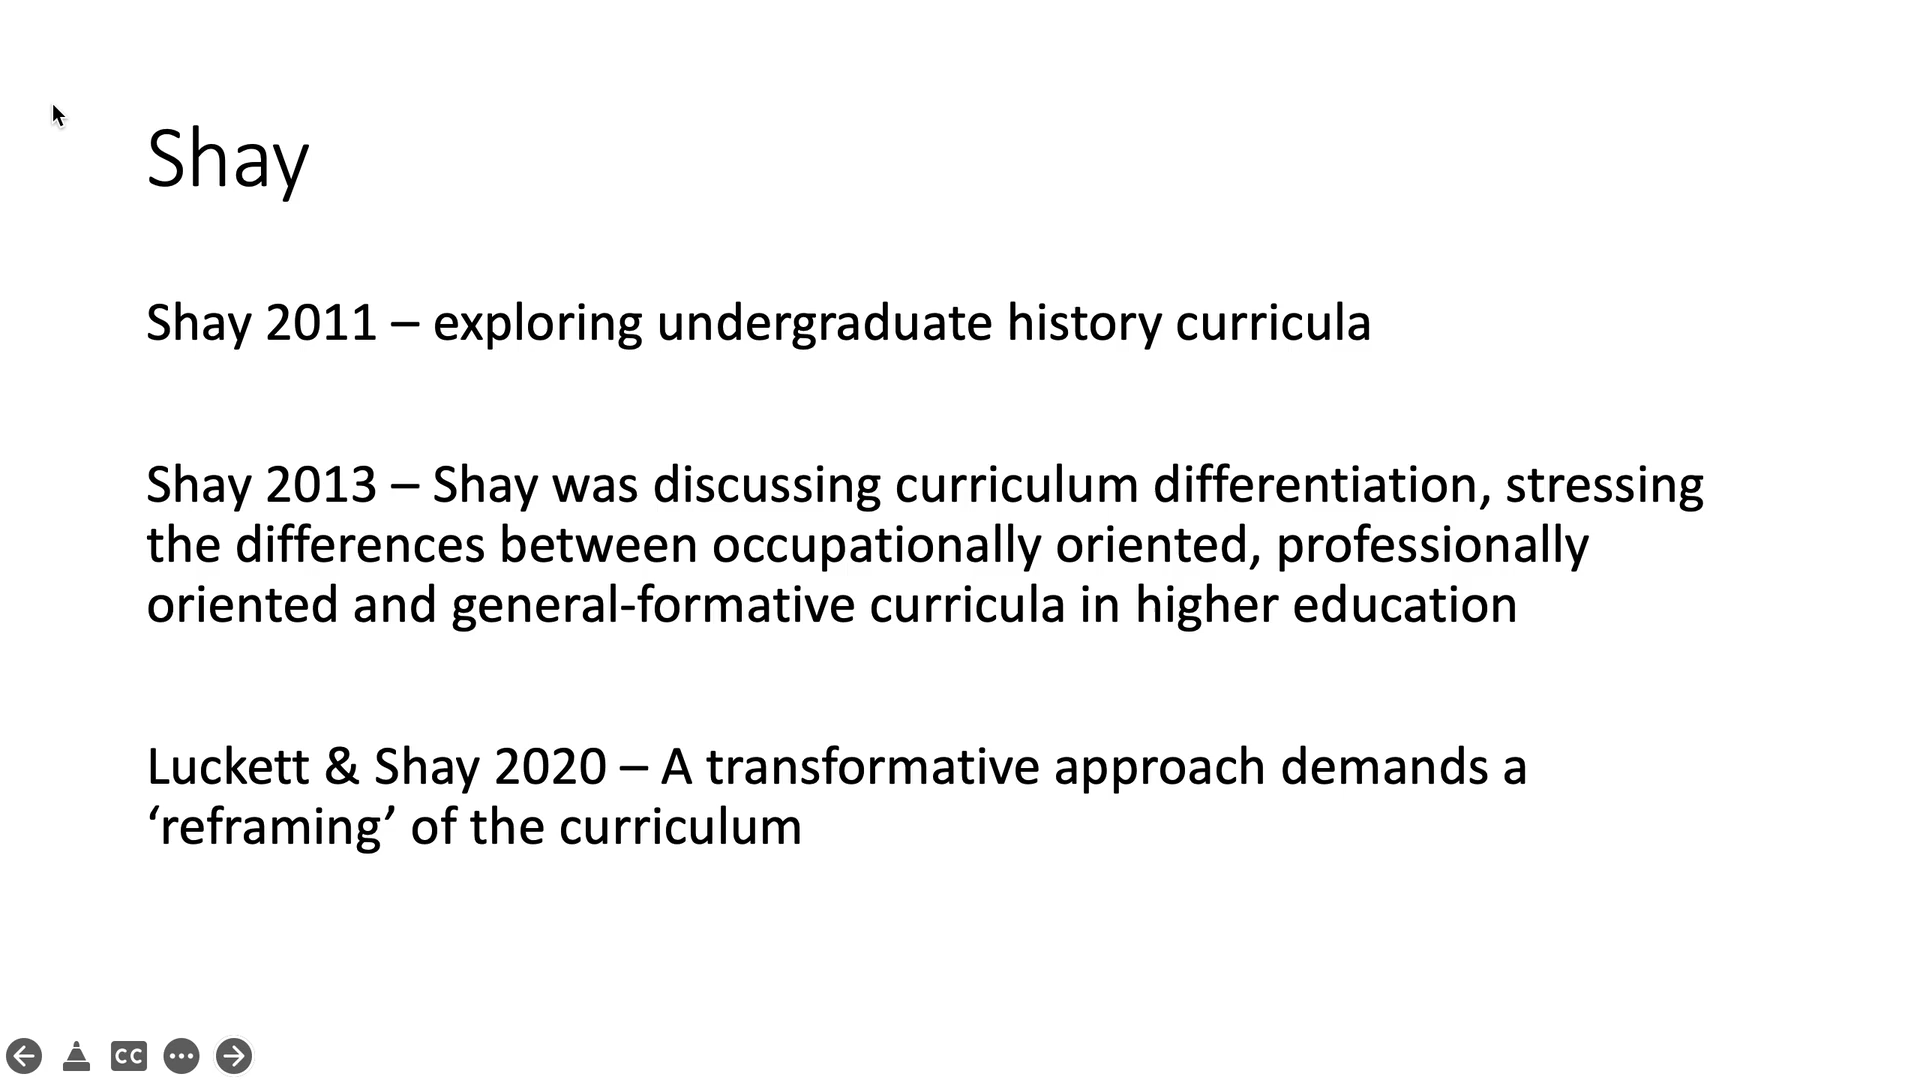 Shay
Shay 2011 – exploring undergraduate history curricula
Shay 2013 – Shay was discussing curriculum differentiation, stressing
the differences between occupationally oriented, professionally
oriented and general-formative curricula in higher education
Luckett & Shay 2020 – A transformative approach demands a
‘reframing’ of the curriculum
CC